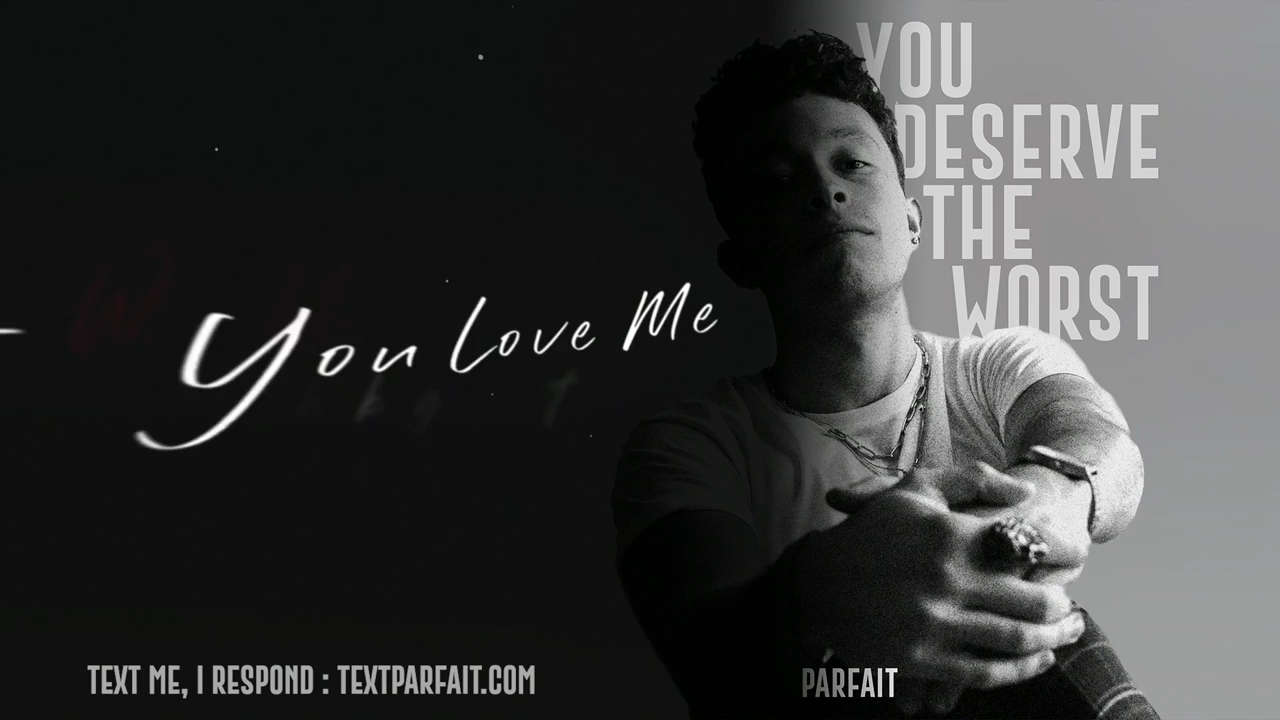 YOU
DESERVE
THE
WORST
You Love Me
TEXT ME, I RESPOND : TEXTPARFAIT.COM
PARFAIT